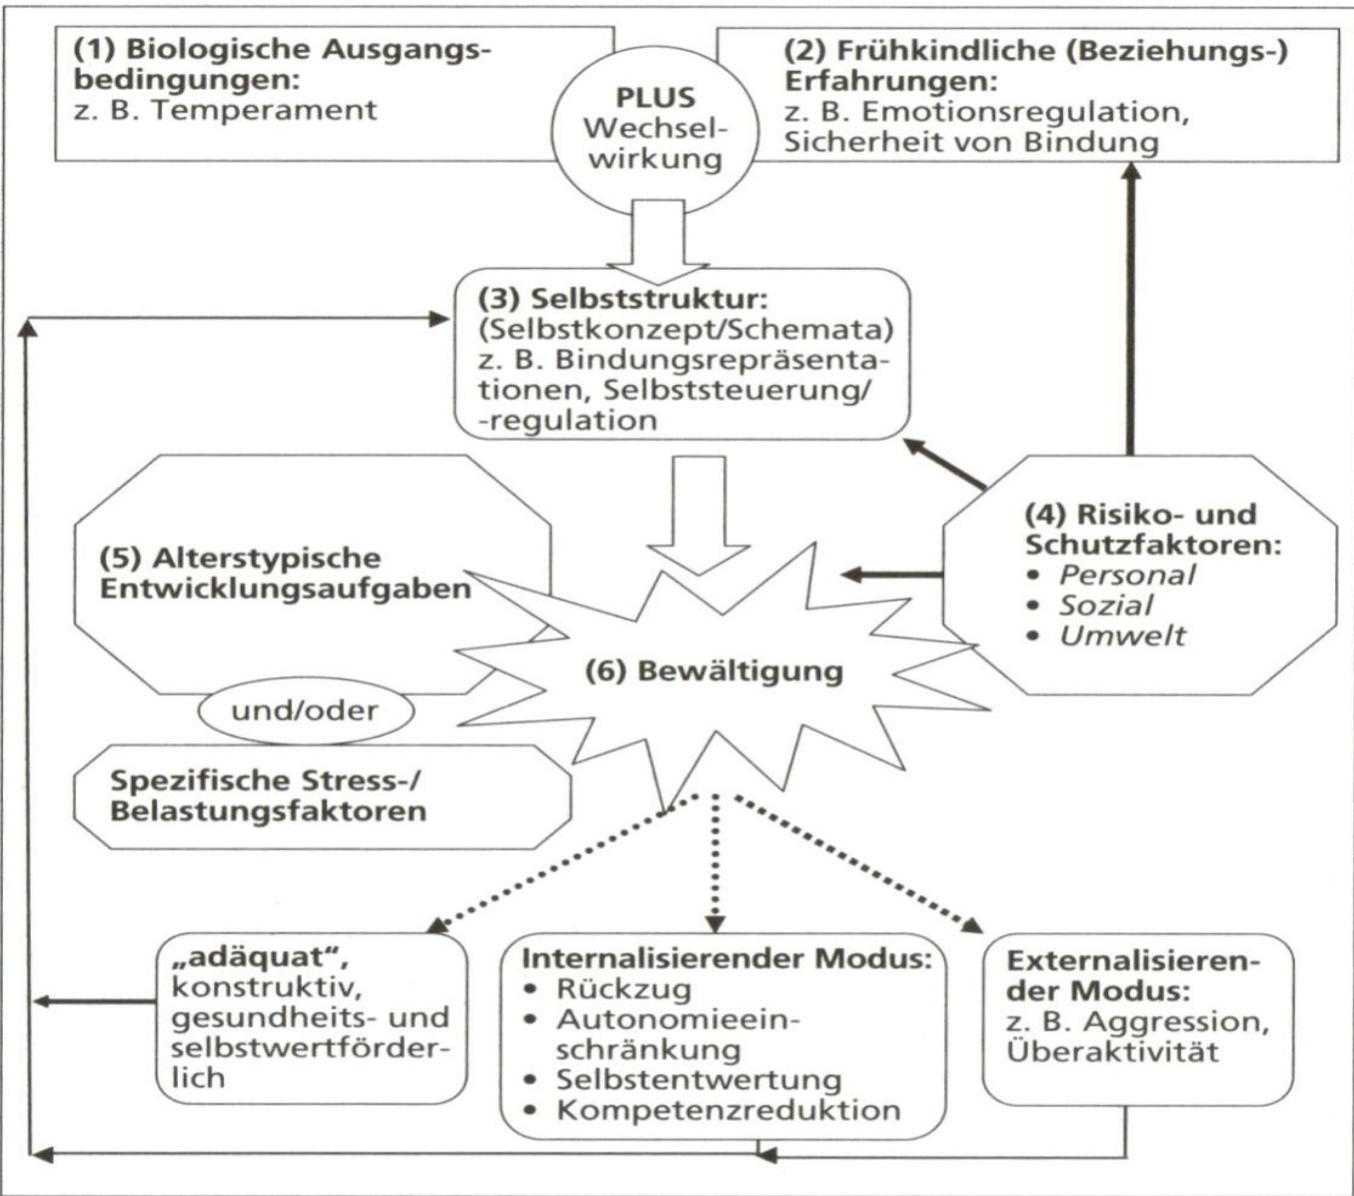 (1) Biologische Ausgangs-
bedingungen:
z. B. Temperament
PLUS
Wechsel-
wirkung
(2) Frühkindliche (Beziehungs-)
Erfahrungen:
z. B. Emotionsregulation,
Sicherheit von Bindung
(3) Selbststruktur:
(Selbstkonzept/Schemata)
z. B. Bindungsrepräsenta-
tionen, Selbststeuerung/
-regulation
(4) Risiko- und
Schutzfaktoren:
• Personal
• Sozial
• Umwelt
(5) Alterstypische
Entwicklungsaufgaben
und/oder
Spezifische Stress-/
Belastungsfaktoren
(6) Bewältigung
„adäquat“,
konstruktiv,
gesundheits- und
selbstwertförder-
lich
Internalisierender Modus:
• Rückzug
• Autonomieein-
schränkung
• Selbstentwertung
• Kompetenzreduktion
Externalisieren-
der Modus:
z. B. Aggression,
Überaktivität